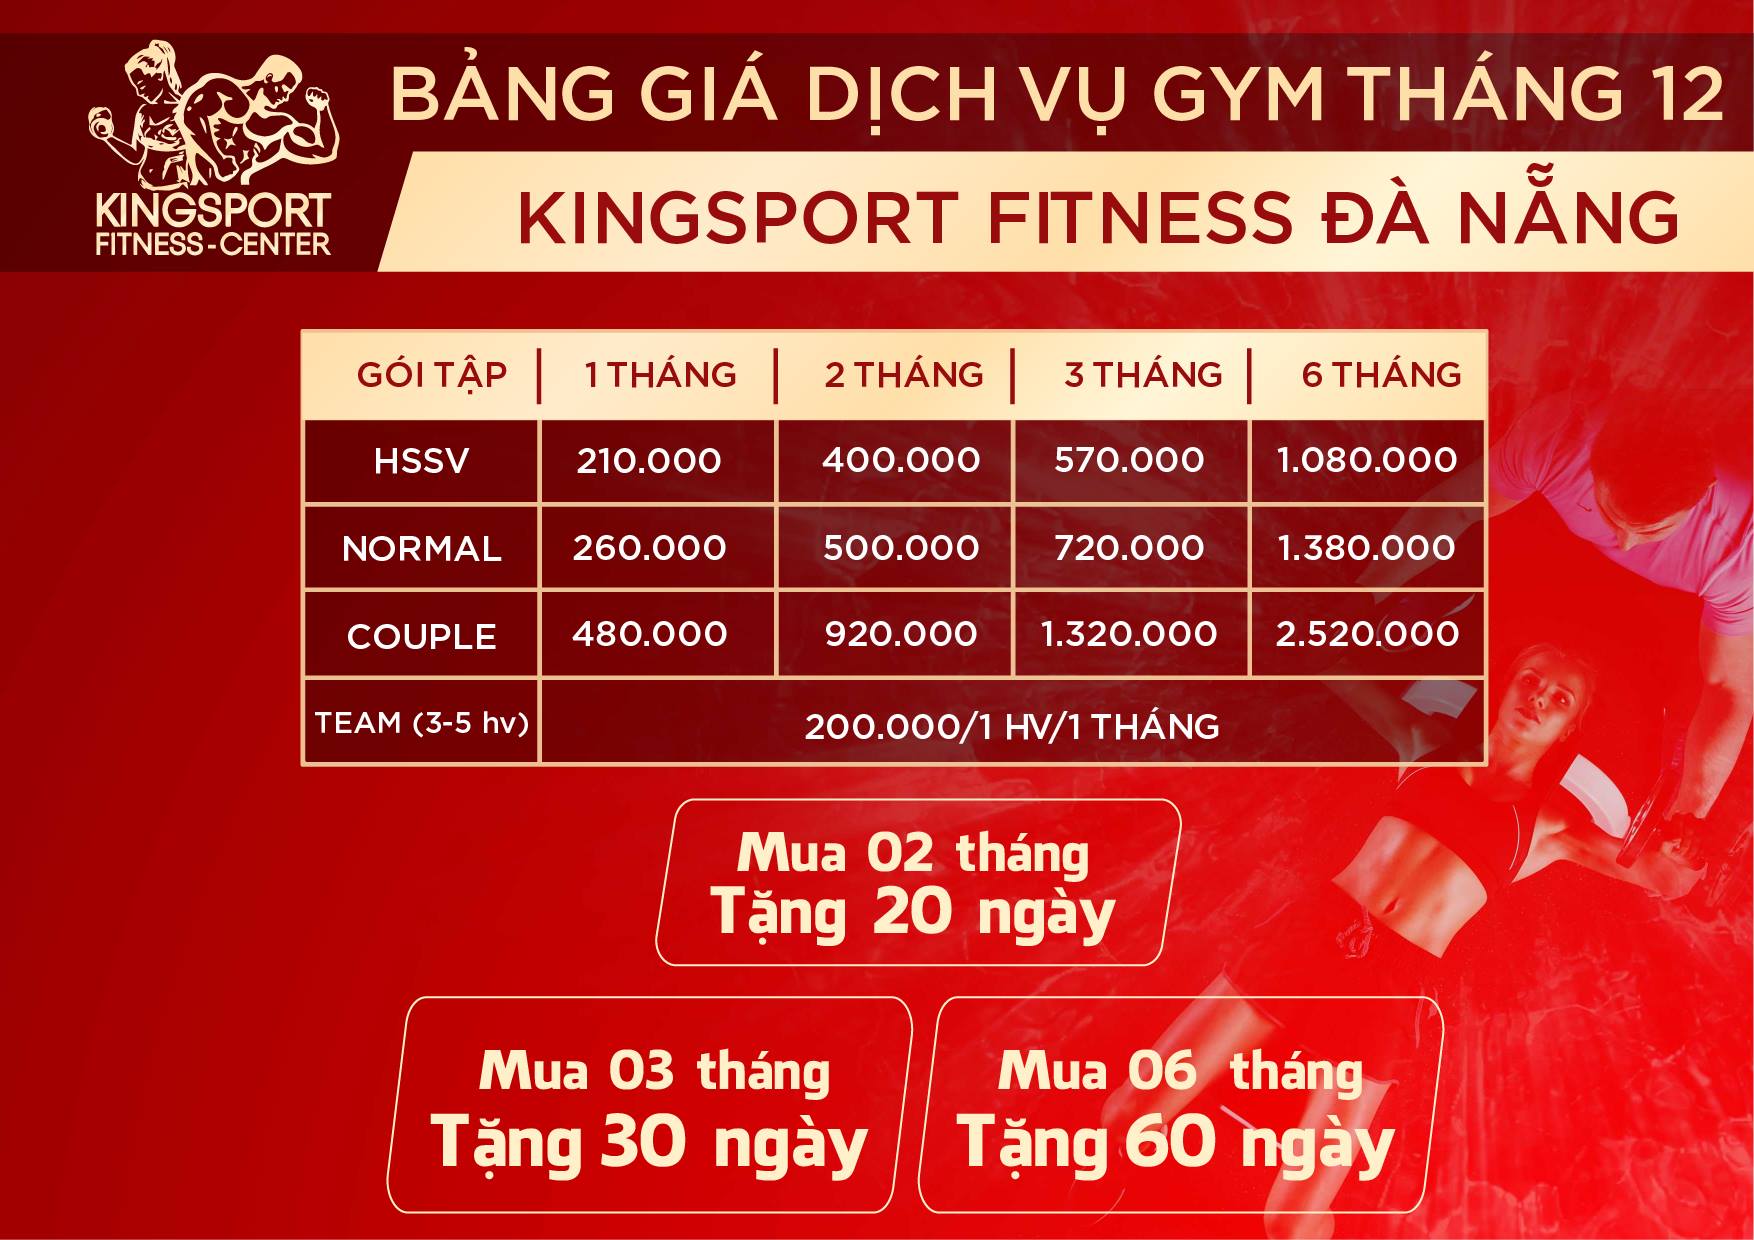 KINGSPORT
FITNESS-CENTER
BẢNG GIÁ DỊCH VỤ GYM THÁNG 12
KINGSPORT FITNESS ĐÀ NẴNG
GÓI TẬP 1 THÁNG 2 THÁNG 3 THÁNG 6 THÁNG
HSSV 210.000 400.000 570.000 1.080.000
NORMAL 260.000 500.000 720.000 1.380.000
COUPLE 480.000 920.000 1.320.000 2.520.000
TEAM (3-5 hv) 200.000/1 HV/1 THÁNG
Mua 02 tháng
Tặng 20 ngày
Mua 03 tháng
Tặng 30 ngày
Mua 06 tháng
Tặng 60 ngày